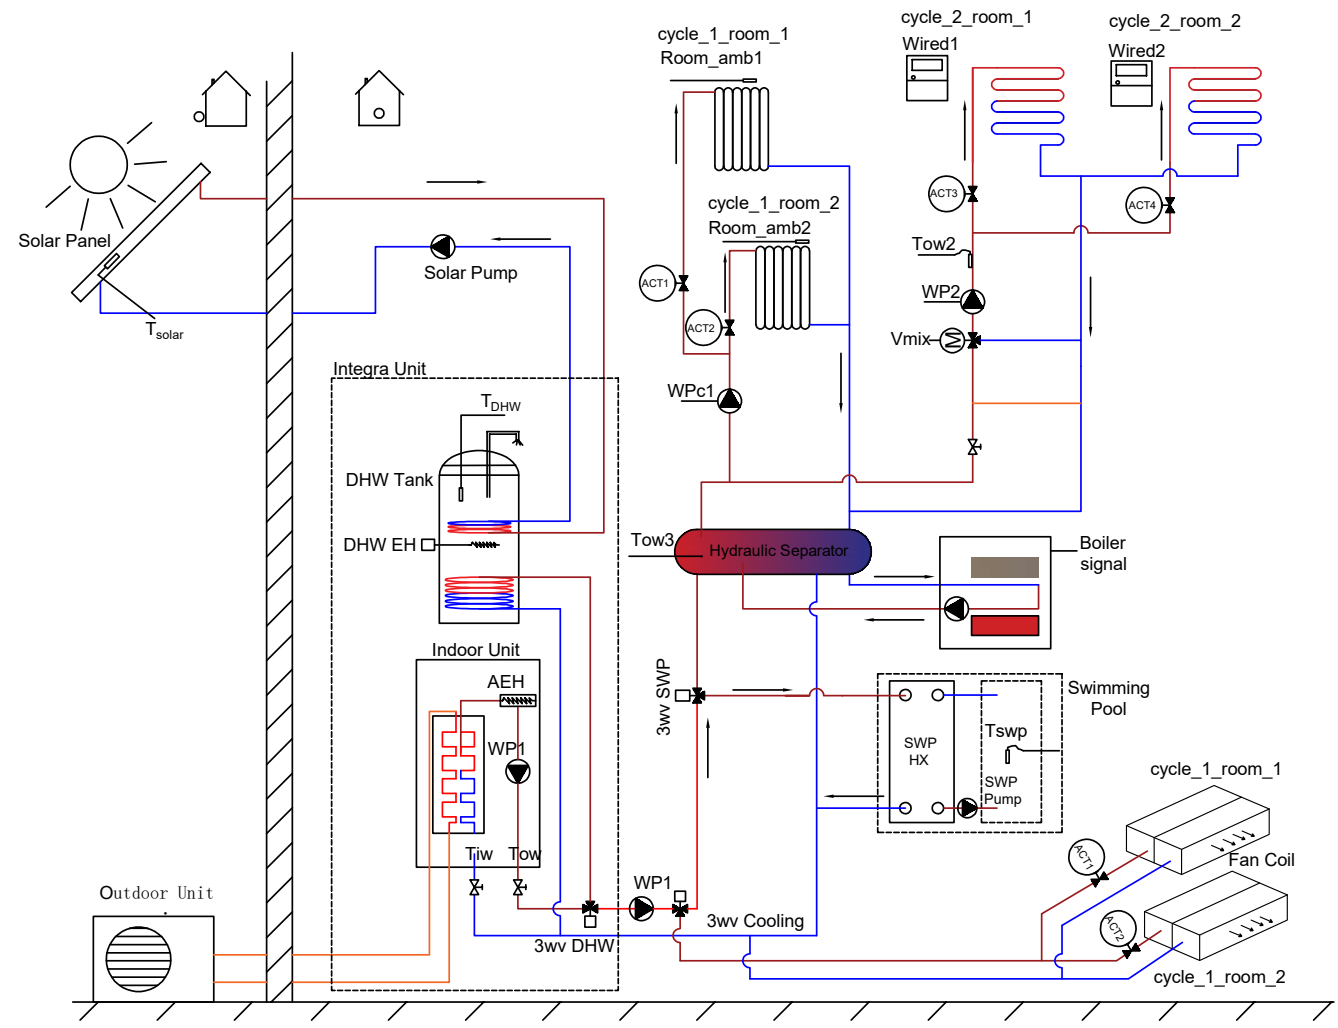 cycle_1_room_1
Room_amb1
cycle_2_room_1
Wired1
cycle_2_room_2
Wired2
Solar Panel
Tsolar
Solar Pump
cycle_1_room_2
Room_amb2
ACT1
ACT2
ACT3
ACT4
Tow2
WP2
Vmix
M
WPc1
Integra Unit
TDHW
DHW Tank
DHW EH
Tow3
Hydraulic Separator
Boiler
signal
Indoor Unit
AEH
WP1
Tiw
Tow
3wv SWP
Swimming
Pool
SWP
HX
Tswp
SWP
Pump
cycle_1_room_1
Fan Coil
ACT1
ACT2
cycle_1_room_2
WP1
3wv Cooling
3wv DHW
Outdoor Unit